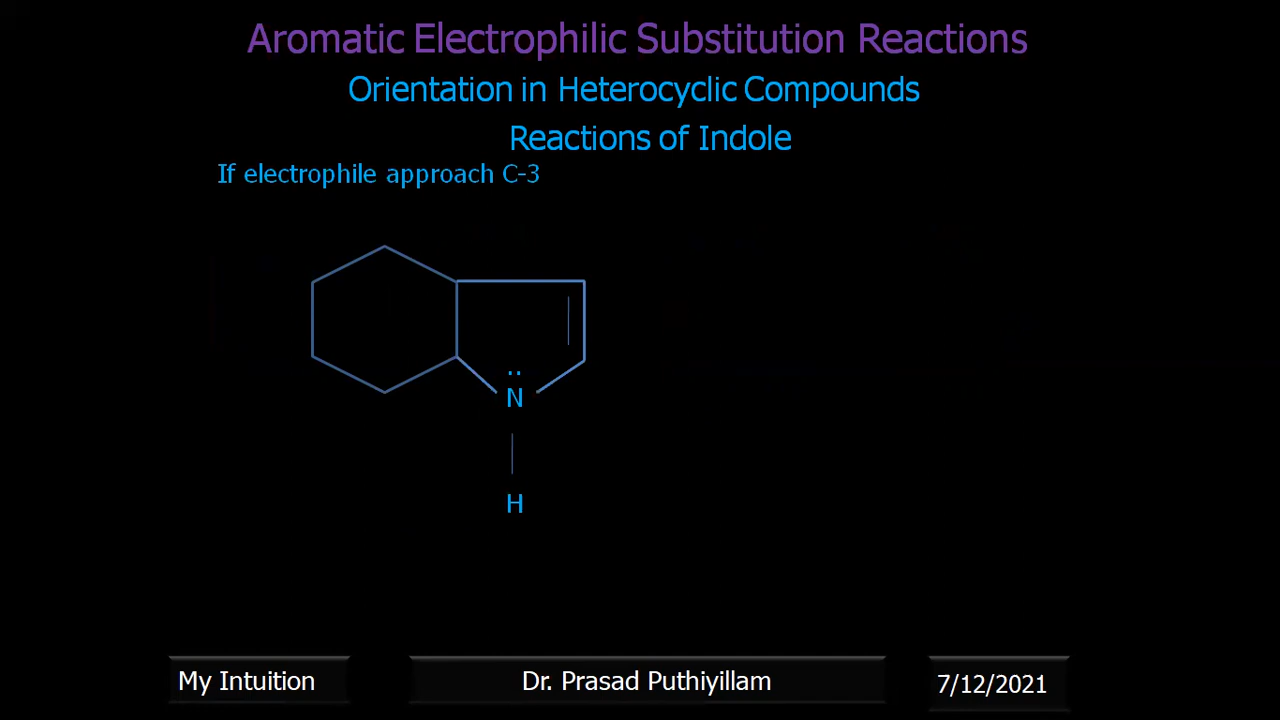 Aromatic Electrophilic Substitution Reactions
Orientation in Heterocyclic Compounds
Reactions of Indole
If electrophile approach C-3
N
H
My Intuition
Dr. Prasad Puthiyillam
7/12/2021